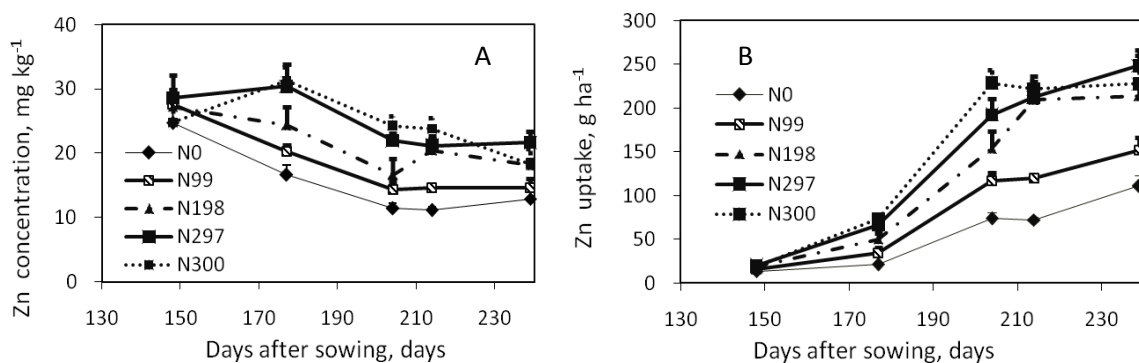 40
30
20
10
0
Zn concentration, mg kg⁻¹
A
N0
N99
N198
N297
N300
130 150 170 190 210 230
Days after sowing, days
300
250
200
150
100
50
0
Zn uptake, g ha⁻¹
B
N0
N99
N198
N297
N300
130 150 170 190 210 230
Days after sowing, days